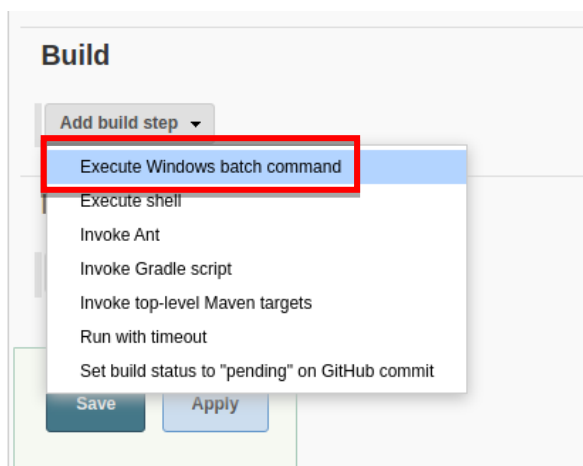 Build
Add build step
Execute Windows batch command
Execute shell
Invoke Ant
Invoke Gradle script
Invoke top-level Maven targets
Run with timeout
Set build status to "pending" on GitHub commit
Save Apply